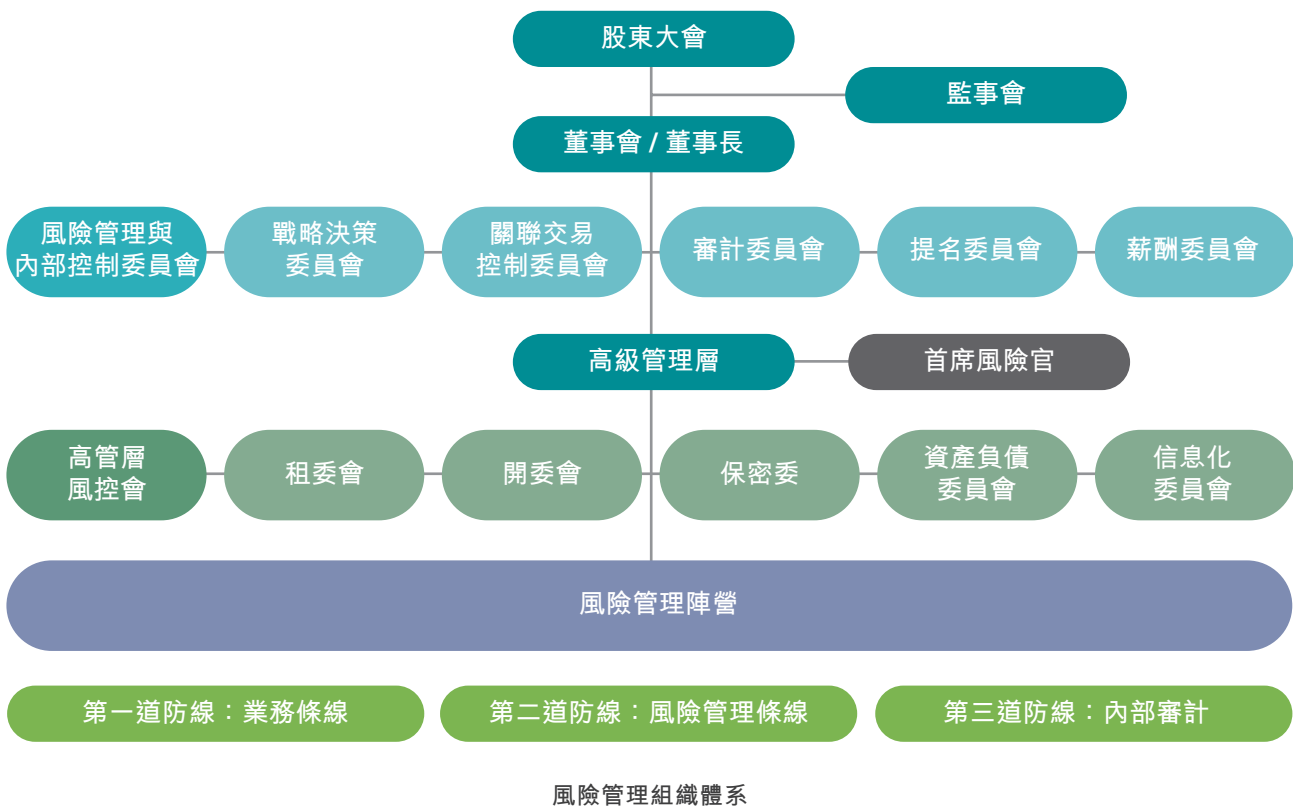 股東大會
監事會
董事會 / 董事長
風險管理與
內部控制委員會
戰略決策
委員會
關聯交易
控制委員會
審計委員會
提名委員會
薪酬委員會
高級管理層
首席風險官
高管層
風控會
租委會
開委會
保密委
資產負債
委員會
信息化
委員會
風險管理陣營
第一道防線：業務條線
第二道防線：風險管理條線
第三道防線：內部審計
風險管理組織體系